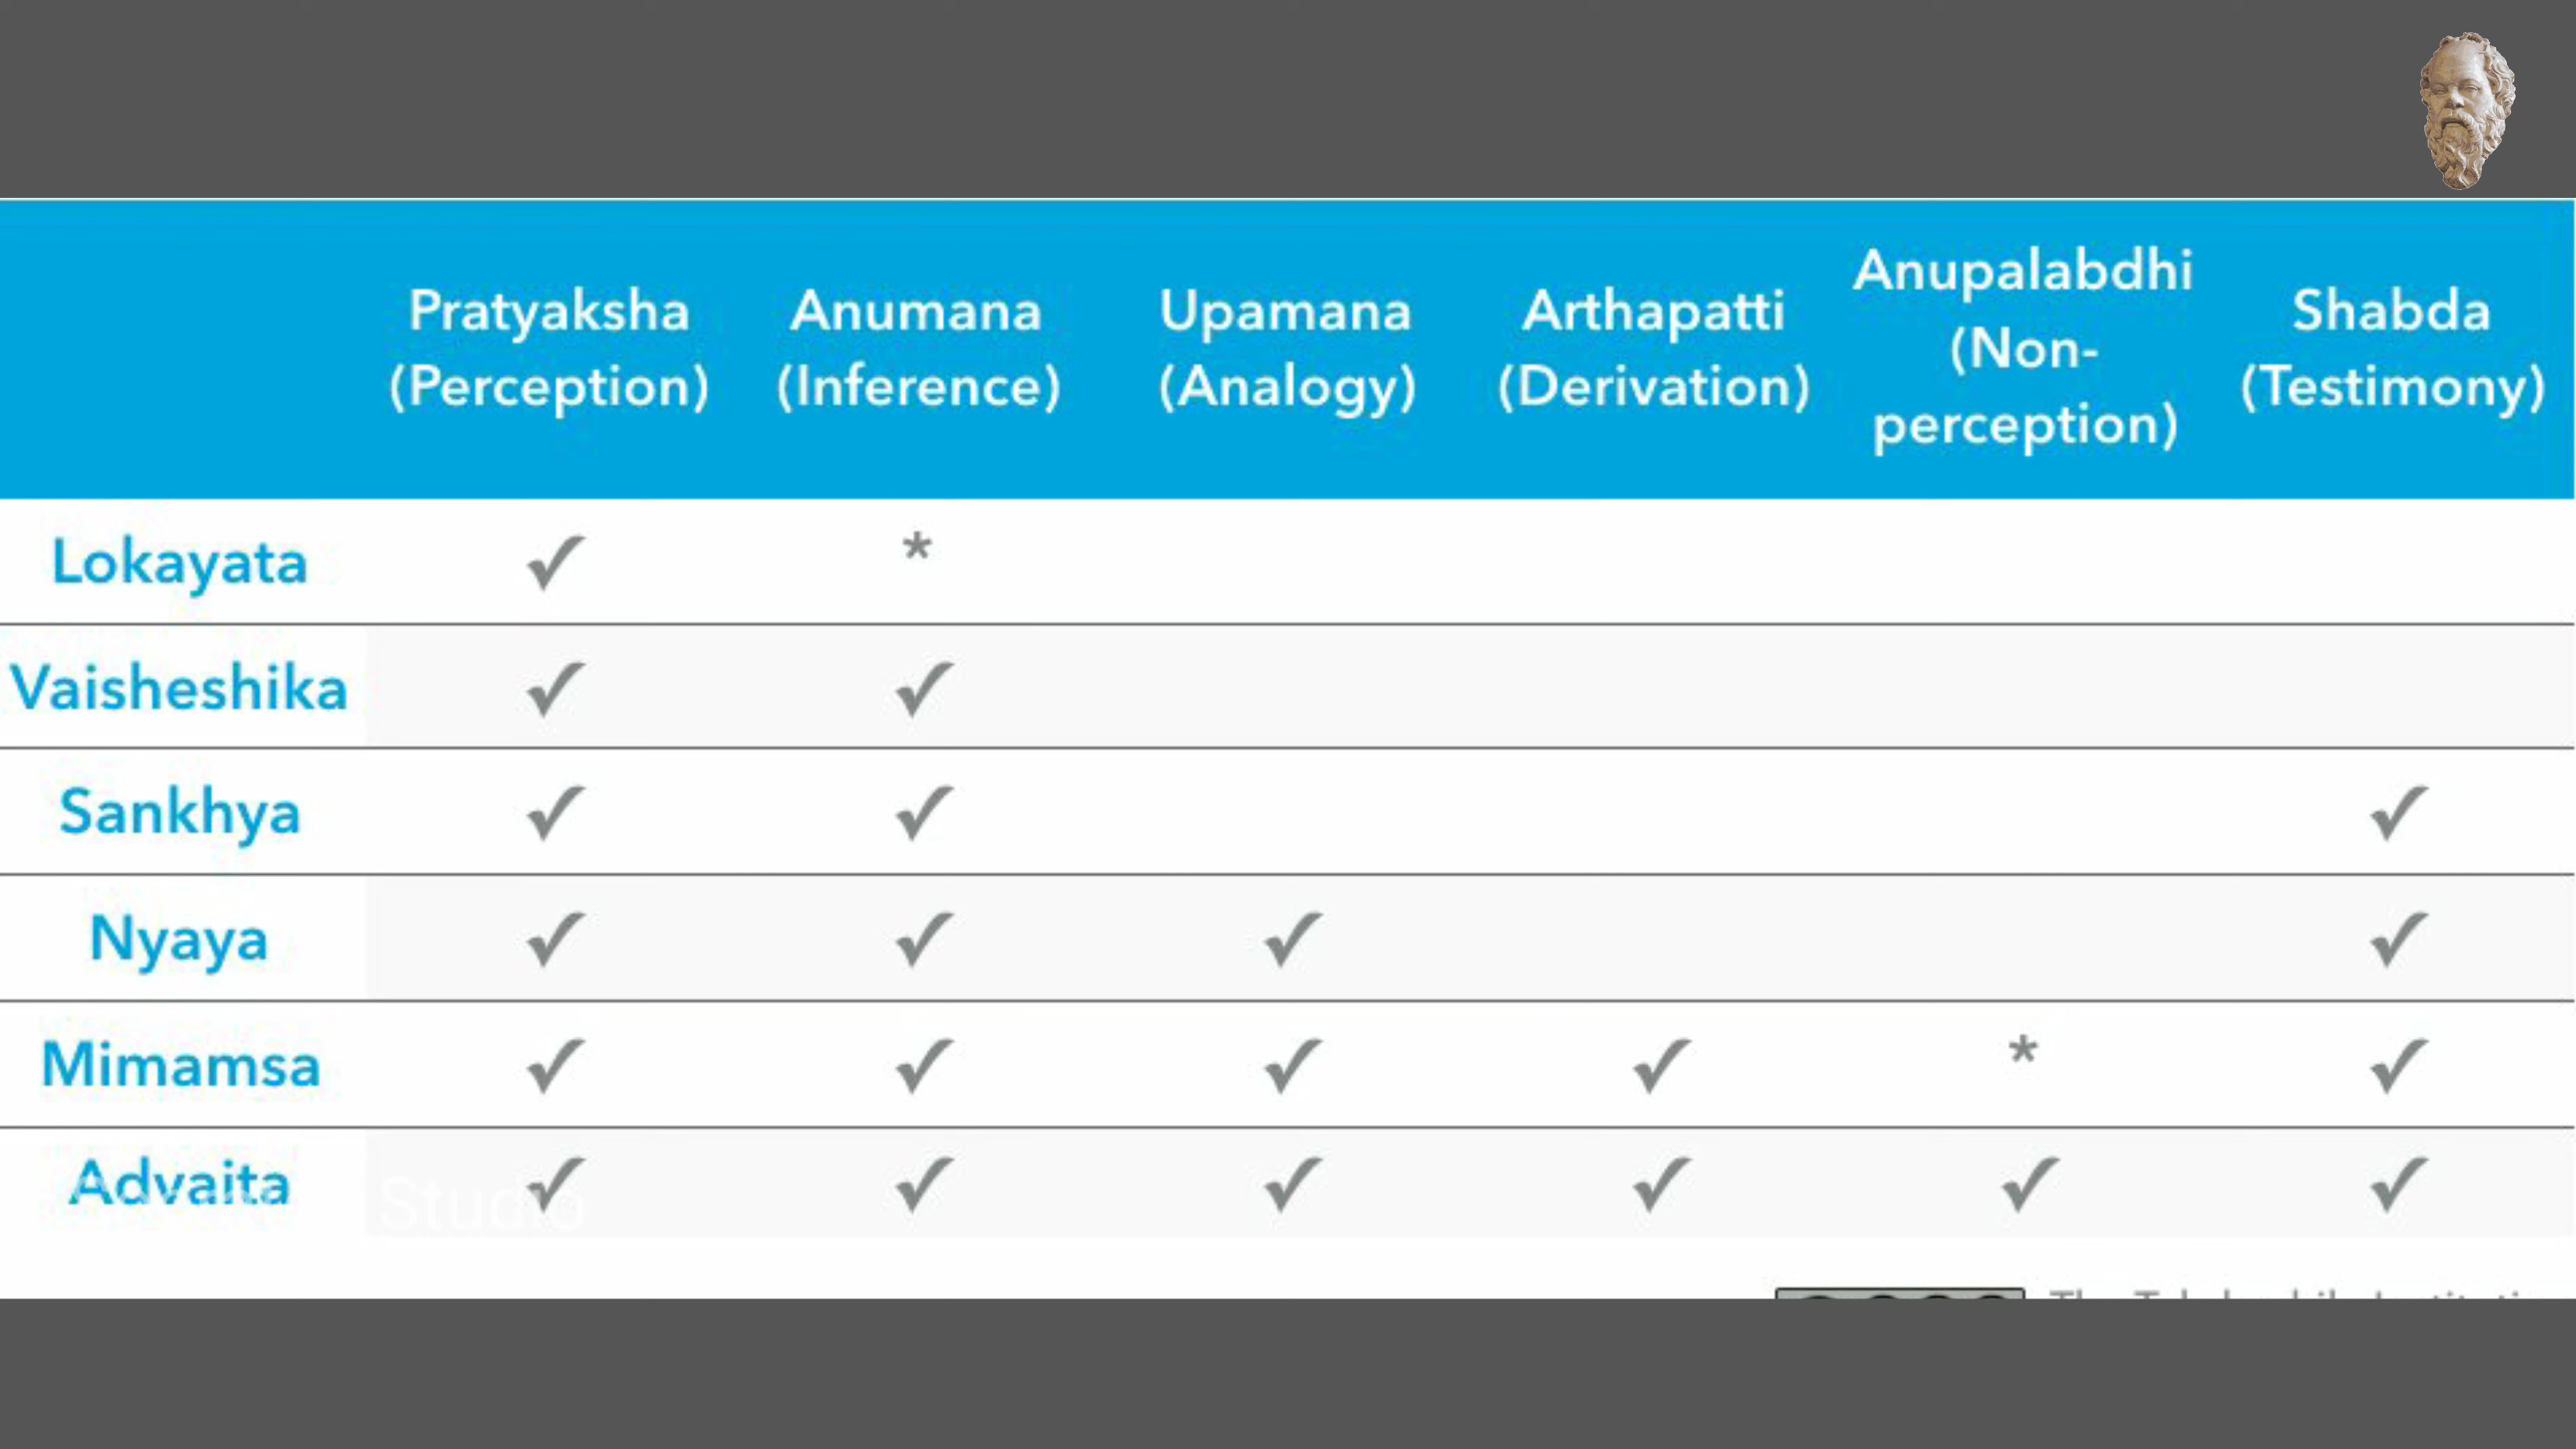 Pratyaksha (Perception) Anumana (Inference) Upamana (Analogy) Arthapatti (Derivation) Anupalabdhi (Non-perception) Shabda (Testimony)
Lokayata ✓ *
Vaisheshika ✓ ✓
Sankhya ✓ ✓ ✓
Nyaya ✓ ✓ ✓ ✓
Mimamsa ✓ ✓ ✓ ✓ * ✓
Advaita ✓ ✓ ✓ ✓ ✓ ✓
Studio